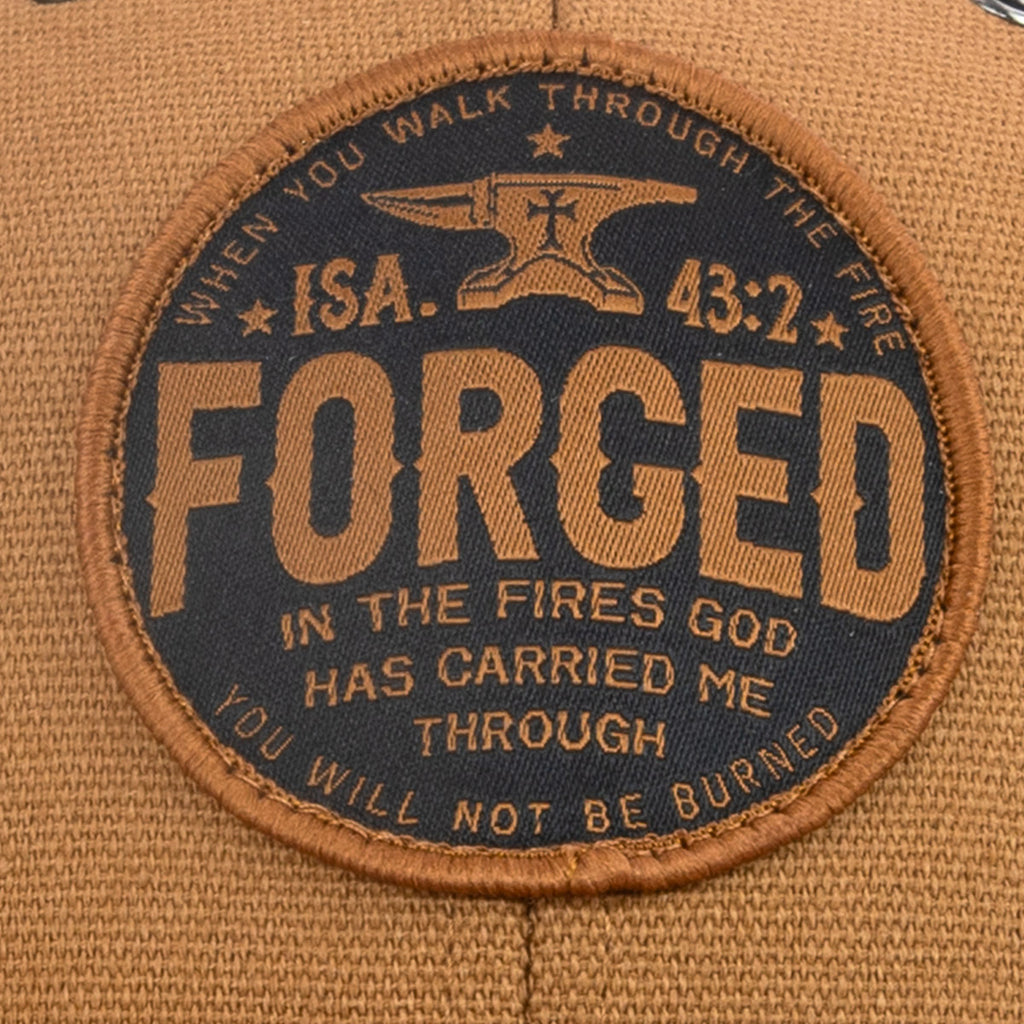 WHEN YOU WALK THROUGH THE FIRE
ISA. 43:2
FORGED
IN THE FIRES GOD
HAS CARRIED ME
THROUGH
YOU WILL NOT BE BURNED